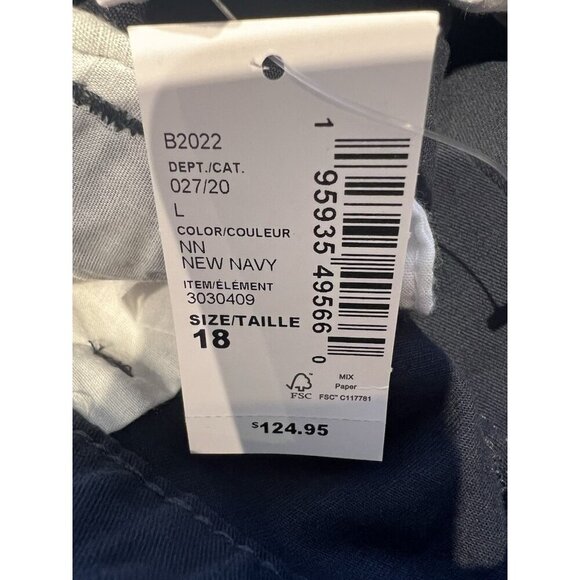 B2022
DEPT./CAT.
027/20
L
COLOR/COULEUR
NN
NEW NAVY
ITEM/ÉLÉMENT
3030409
SIZE/TAILLE
18
1 95935 49566 0
FSC
MIX
Paper
FSC™ C117781
$124.95